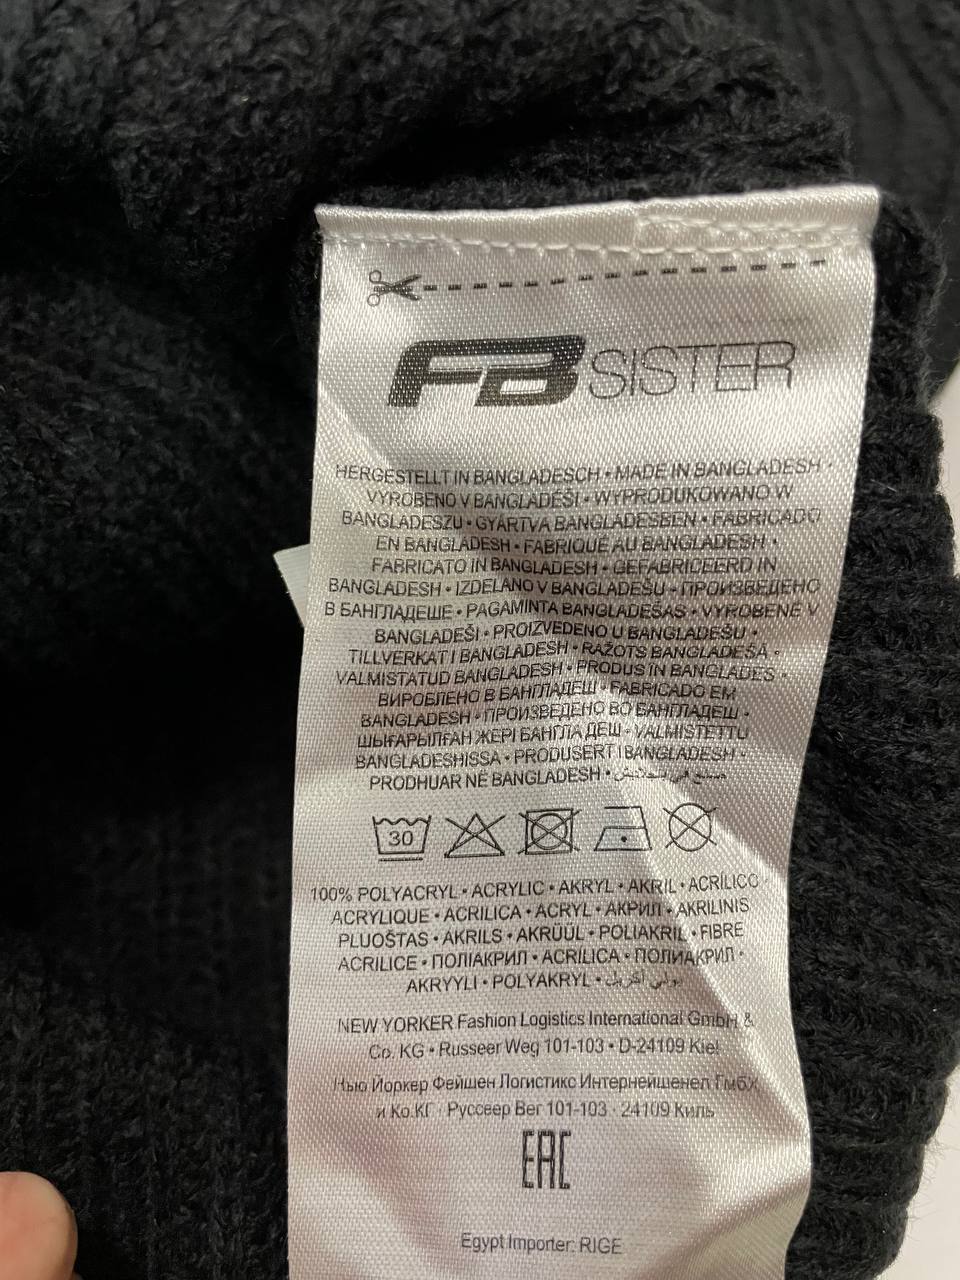 FB SISTER
HERGESTELLT IN BANGLADESCH • MADE IN BANGLADESH •
VYROBENO V BANGLADÉŠI • WYPRODUKOWANO W
BANGLADESZU • GYÁRTVA BANGLADESBEN • FABRICADO
EN BANGLADESH • FABRIQUÉ AU BANGLADESH •
FABRICATO IN BANGLADESH • GEFABRICEERD IN
BANGLADESH • IZDELANO V BANGLADEŠU • ПРОИЗВЕДЕНО
В БАНГЛАДЕШЕ • PAGAMINTA BANGLADEŠAS • VYROBENÉ V
BANGLADEŠI • PROIZVEDENO U BANGLADEŠU •
TILLVERKAT I BANGLADESH • RAŽOTS BANGLADEŠĀ •
VALMISTATUD BANGLADESH • PRODUS ÎN BANGLADES •
ВИРОБЛЕНО В БАНГЛАДЕШ • FABRICADO EM
BANGLADESH • ПРОИЗВЕДЕНО ВО БАНГЛАДЕШ •
ШЫҒАРЫЛҒАН ЖЕРІ БАНГЛА ДЕШ • VALMISTETTU
BANGLADESHISSA • PRODUSERT I BANGLADESH •
PRODHUAR NË BANGLADESH •
30
100% POLYACRYL • ACRYLIC • AKRYL • AKRIL • ACRÍLICO •
ACRYLIQUE • ACRILICA • ACRYL • АКРИЛ • AKRILINIS
PLUOŠTAS • AKRILS • AKRÜÜL • POLIAKRIL • FIBRE
ACRILICE • ПОЛІАКРИЛ • ACRÍLICA • ПОЛИАКРИЛ •
AKRYYLI • POLYAKRYL •
NEW YORKER Fashion Logistics International GmbH &
Co. KG • Russeer Weg 101-103 • D-24109 Kiel
Нью Йоркер Фейшен Логистикс Интернейшенел ГмбХ
и Ко.КГ · Руссеер Вег 101-103 · 24109 Киль
EAC
Egypt Importer: RIGE